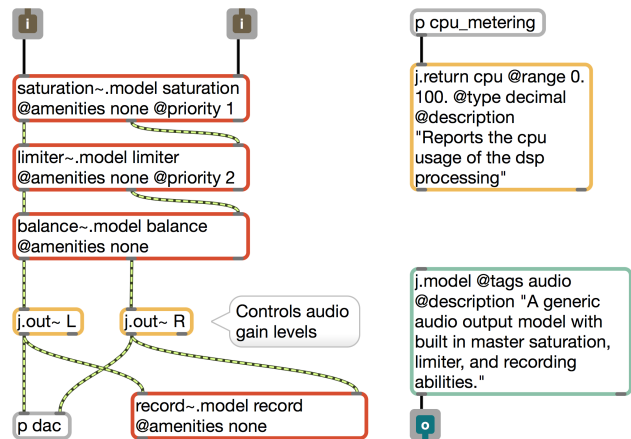 i
i
saturation~.model saturation
@amenities none @priority 1
limiter~.model limiter
@amenities none @priority 2
balance~.model balance
@amenities none
j.out~ L
j.out~ R
Controls audio
gain levels
p dac
record~.model record
@amenities none
p cpu_metering
j.return cpu @range 0.
100. @type decimal
@description
"Reports the cpu
usage of the dsp
processing"
j.model @tags audio
@description "A generic
audio output model with
built in master saturation,
limiter, and recording
abilities."
o